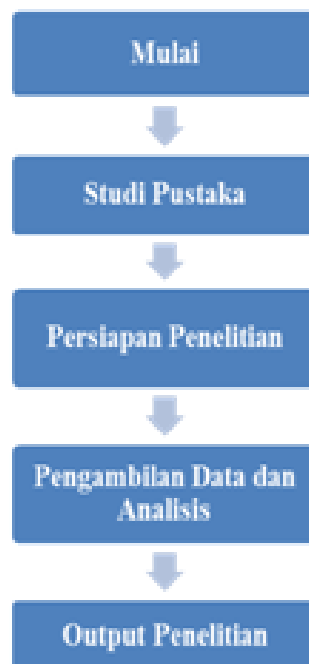 Mulai
Studi Pustaka
Persiapan Penelitian
Pengambilan Data dan
Analisis
Output Penelitian